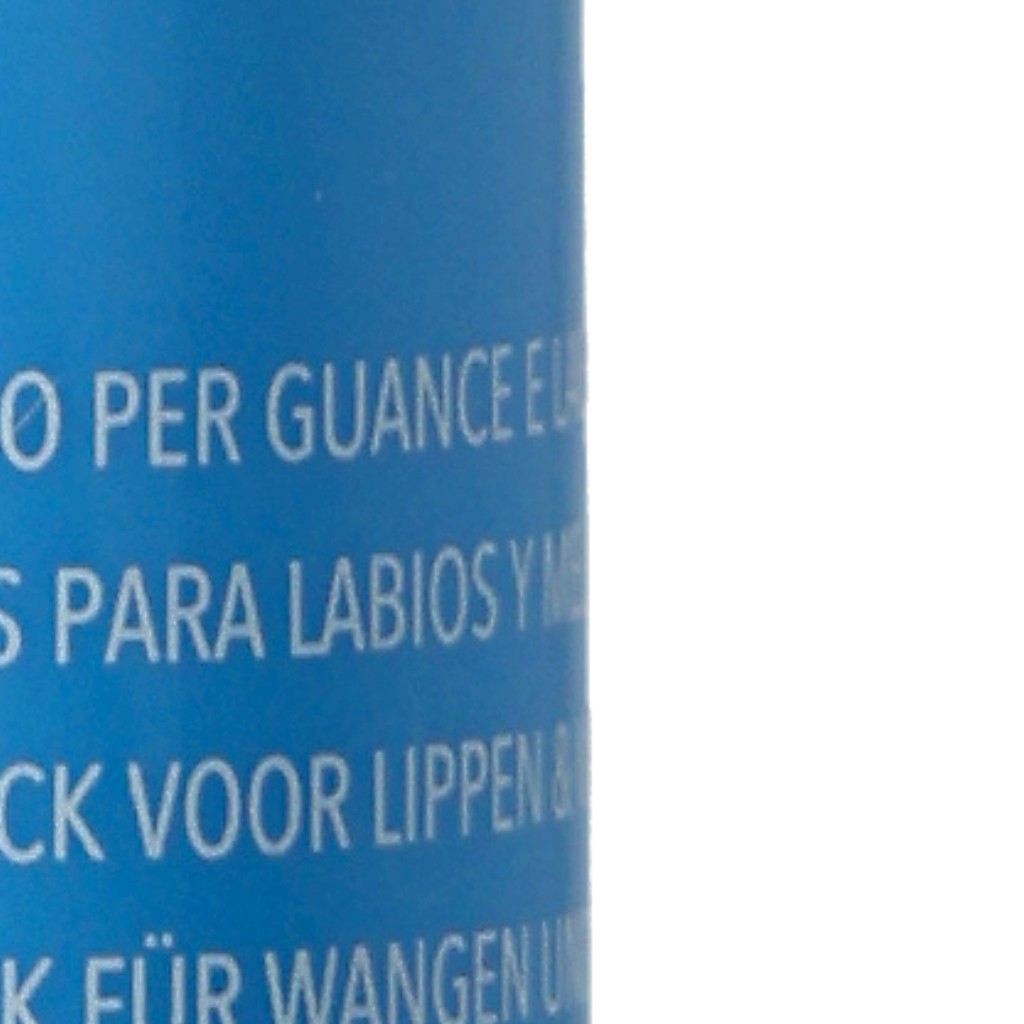 O PER GUANCE E
S PARA LABIOS Y
CK VOOR LIPPEN &
K FÜR WANGEN